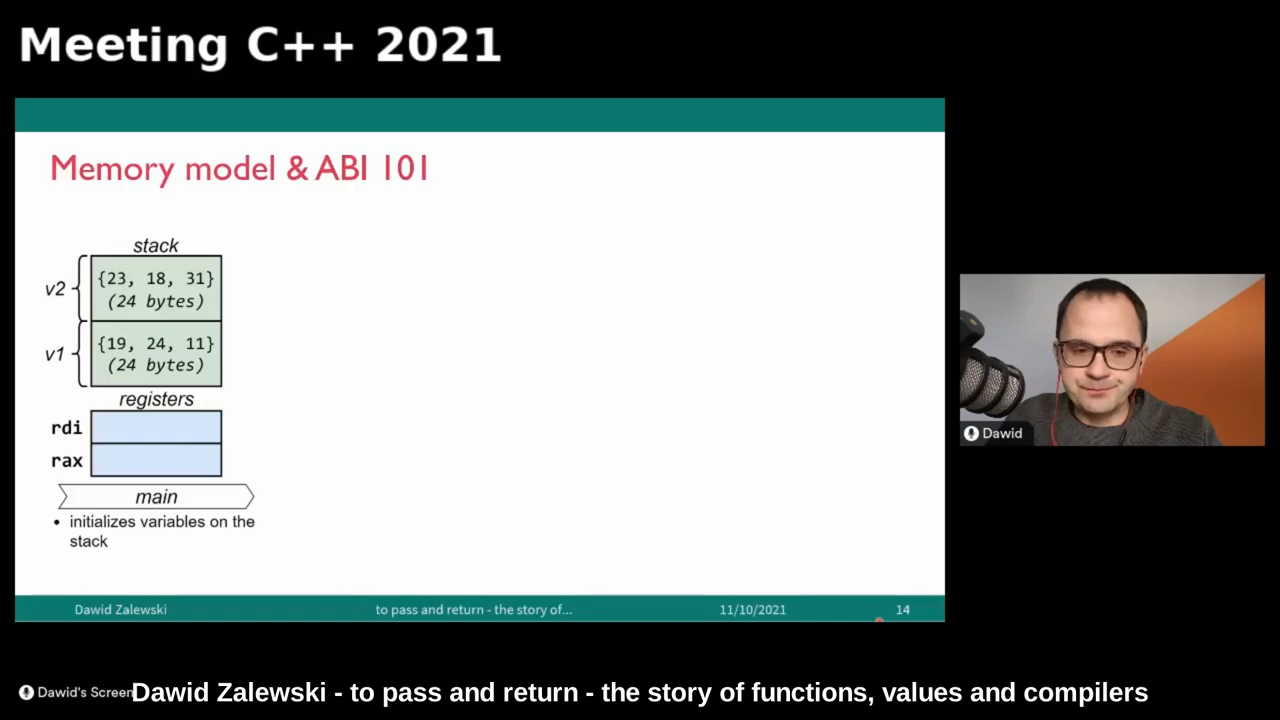 Meeting C++ 2021
Memory model & ABI 101
stack
v2
{23, 18, 31}
(24 bytes)
v1
{19, 24, 11}
(24 bytes)
registers
rdi
rax
main
• initializes variables on the
stack
Dawid Zalewski
to pass and return - the story of...
11/10/2021
14
Dawid
Dawid's Screen
Dawid Zalewski - to pass and return - the story of functions, values and compilers